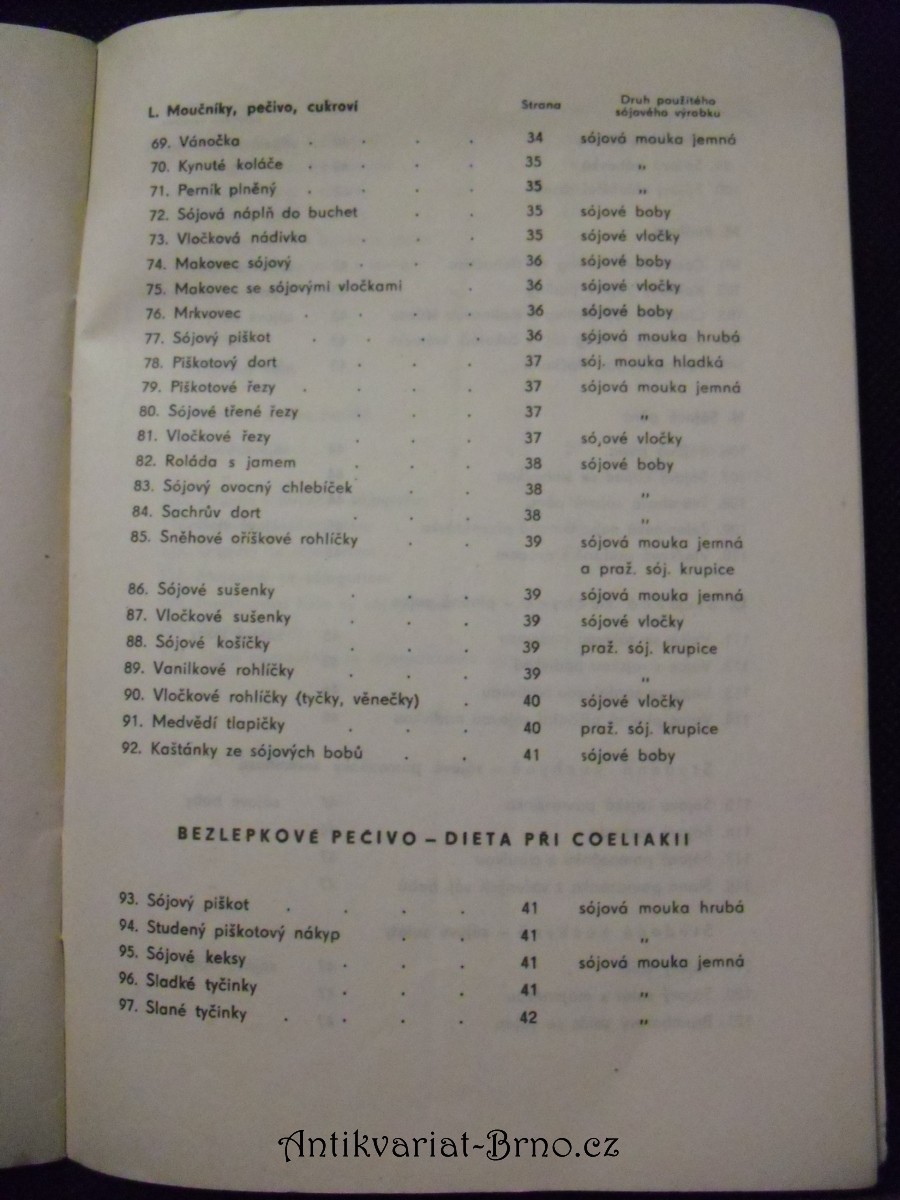 L. Moučníky, pečivo, cukroví Strana Druh použitého sójového výrobku
69. Vánočka . . . . 34 sójová mouka jemná
70. Kynuté koláče . . . . 35 „
71. Perník plněný . . . . 35 „
72. Sójová náplň do buchet . . 35 sójové boby
73. Vločková nádivka . . . 35 sójové vločky
74. Makovec sójový . . . 36 sójové boby
75. Makovec se sójovými vločkami . 36 sójové vločky
76. Mrkvovec . . . . 36 sójové boby
77. Sójový piškot . . . . 36 sójová mouka hrubá
78. Piškotový dort . . . 37 sój. mouka hladká
79. Piškotové řezy . . . . 37 sójová mouka jemná
80. Sójové třené řezy . . . 37 „
81. Vločkové řezy . . . 37 só,ové vločky
82. Roláda s jamem . . . 38 sójové boby
83. Sójový ovocný chlebíček . . 38 „
84. Sachrův dort . . . 38 „
85. Sněhové oříškové rohlíčky . . 39 sójová mouka jemná
a praž. sój. krupice
86. Sójové sušenky . . . 39 sójová mouka jemná
87. Vločkové sušenky . . . 39 sójové vločky
88. Sójové košíčky . . . 39 praž. sój. krupice
89. Vanilkové rohlíčky . . . 39 „
90. Vločkové rohlíčky (tyčky, věnečky) . 40 sójové vločky
91. Medvědí tlapičky . . . 40 praž. sój. krupice
92. Kaštánky ze sójových bobů . . 41 sójové boby
BEZLEPKOVÉ PEČIVO – DIETA PŘI COELIAKII
93. Sójový piškot . . . . 41 sójová mouka hrubá
94. Studený piškotový nákyp . . 41 „
95. Sójové keksy . . . 41 sójová mouka jemná
96. Sladké tyčinky . . . 41 „
97. Slané tyčinky . . . . 42 „
Antikvariat-Brno.cz